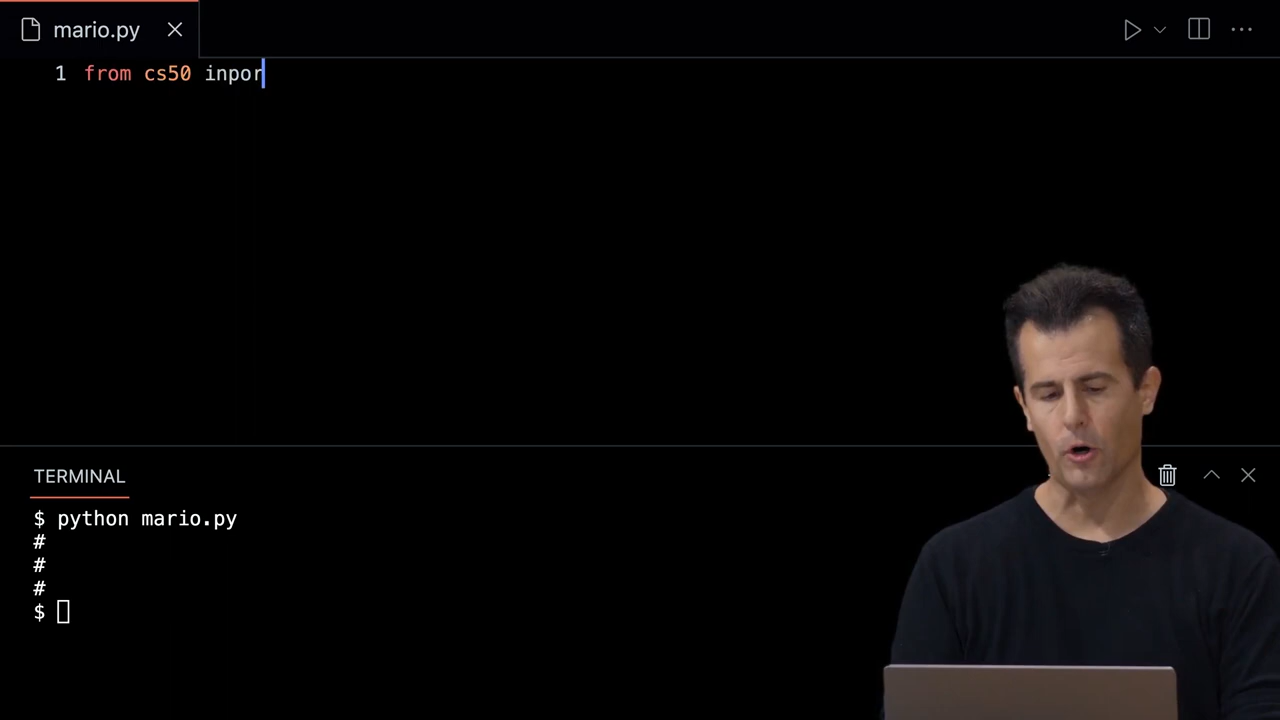 mario.py
1 from cs50 inpor
TERMINAL
$ python mario.py
#
#
#
$